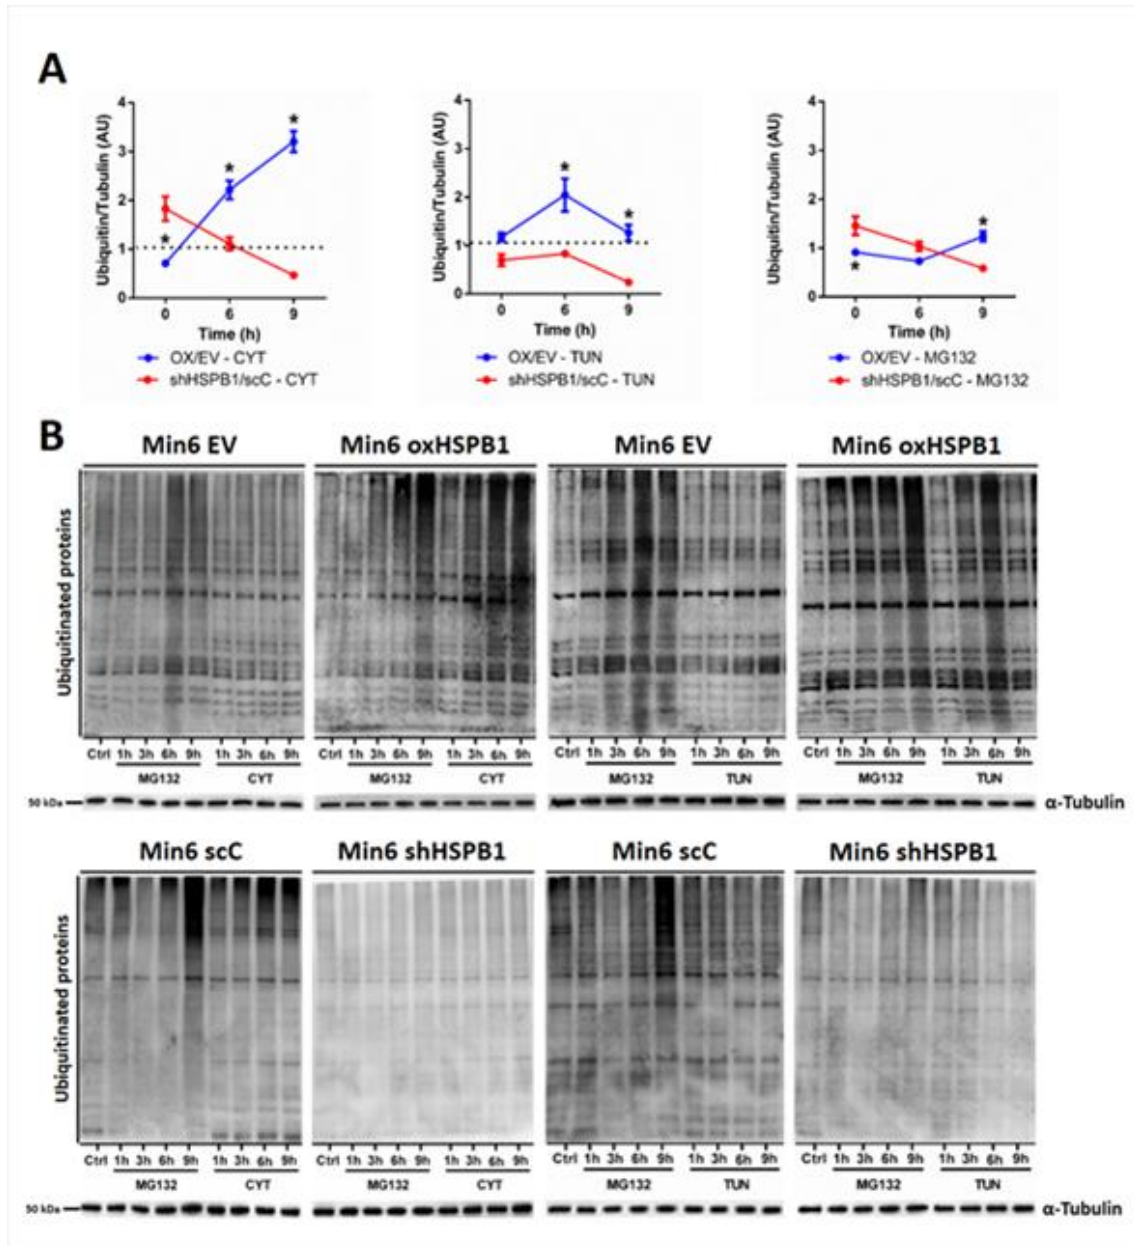 A
Ubiquitin/Tubulin (AU)
4
3
2
1
0
0 6 9
Time (h)
OX/EV - CYT
shHSPB1/scC - CYT
Ubiquitin/Tubulin (AU)
4
3
2
1
0
0 6 9
Time (h)
OX/EV - TUN
shHSPB1/scC - TUN
Ubiquitin/Tubulin (AU)
4
3
2
1
0
0 6 9
Time (h)
OX/EV - MG132
shHSPB1/scC - MG132
* * *
* *
* *
B
Min6 EV Min6 oxHSPB1 Min6 EV Min6 oxHSPB1
Ubiquitinated proteins
Ctrl 1h 3h 6h 9h 1h 3h 6h 9h Ctrl 1h 3h 6h 9h 1h 3h 6h 9h Ctrl 1h 3h 6h 9h 1h 3h 6h 9h Ctrl 1h 3h 6h 9h 1h 3h 6h 9h
MG132 CYT MG132 CYT MG132 TUN MG132 TUN
50 kDa α-Tubulin
Min6 scC Min6 shHSPB1 Min6 scC Min6 shHSPB1
Ubiquitinated proteins
Ctrl 1h 3h 6h 9h 1h 3h 6h 9h Ctrl 1h 3h 6h 9h 1h 3h 6h 9h Ctrl 1h 3h 6h 9h 1h 3h 6h 9h Ctrl 1h 3h 6h 9h 1h 3h 6h 9h
MG132 CYT MG132 CYT MG132 TUN MG132 TUN
50 kDa α-Tubulin